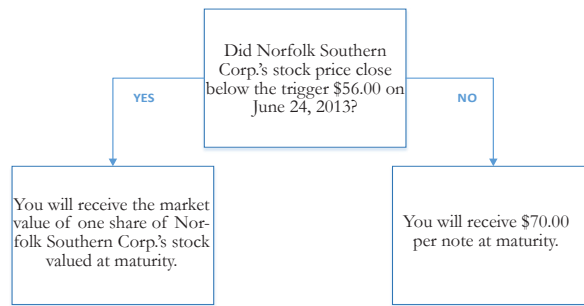 Did Norfolk Southern
Corp.'s stock price close
below the trigger $56.00 on
June 24, 2013?
YES
NO
You will receive the market
value of one share of Nor-
folk Southern Corp.'s stock
valued at maturity.
You will receive $70.00
per note at maturity.